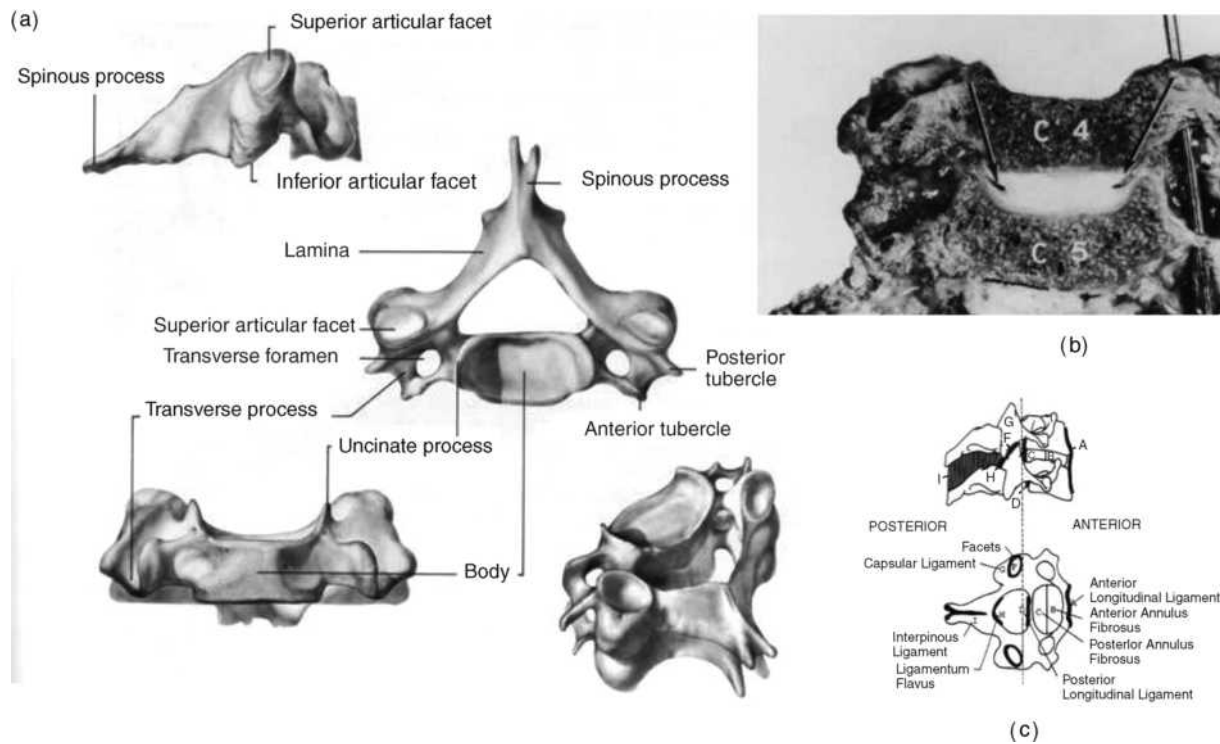 (a)
Superior articular facet
Spinous process
Inferior articular facet
Spinous process
Lamina
Superior articular facet
Transverse foramen
Posterior
tubercle
Transverse process
Anterior tubercle
Uncinate process
Body
C 4
C 5
(b)
G
F
A
C
B
I
H
D
POSTERIOR
ANTERIOR
Facets
Capsular Ligament
Anterior
Longitudinal Ligament
Anterior Annulus
Fibrosus
Posterior Annulus
Fibrosus
Interpinous
Ligament
Ligamentum
Flavus
Posterior
Longitudinal Ligament
C
B
I
(c)